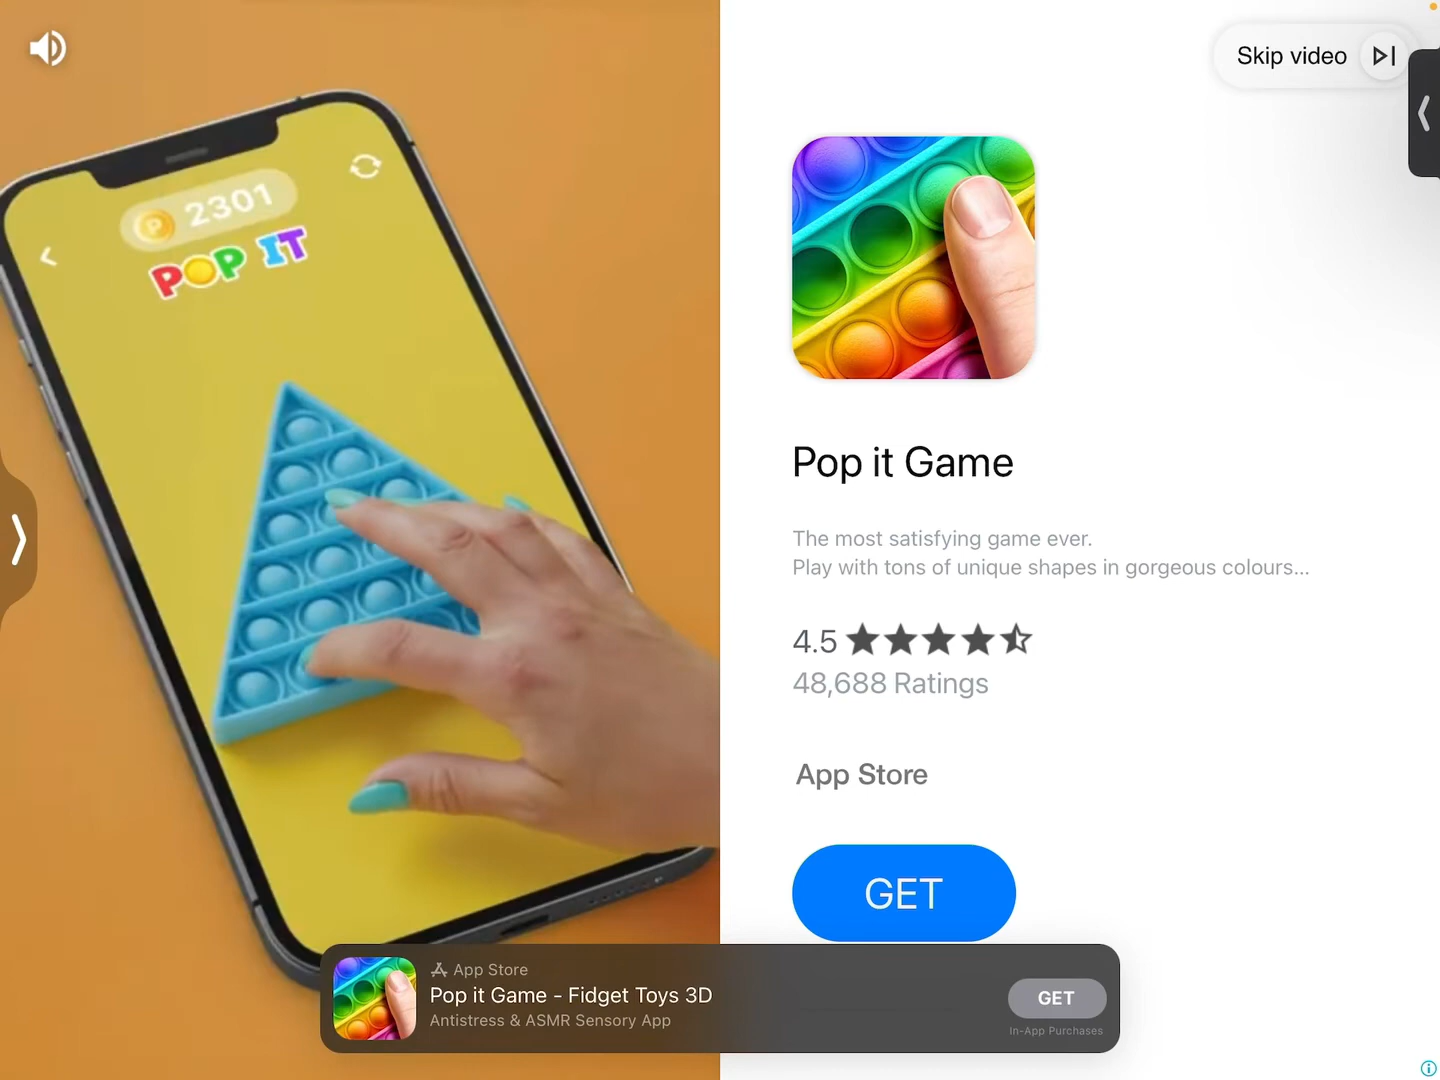 Skip video
2301
POP IT
Pop it Game
The most satisfying game ever.
Play with tons of unique shapes in gorgeous colours...
4.5
48,688 Ratings
App Store
GET
App Store
Pop it Game - Fidget Toys 3D
Antistress & ASMR Sensory App
GET
In-App Purchases